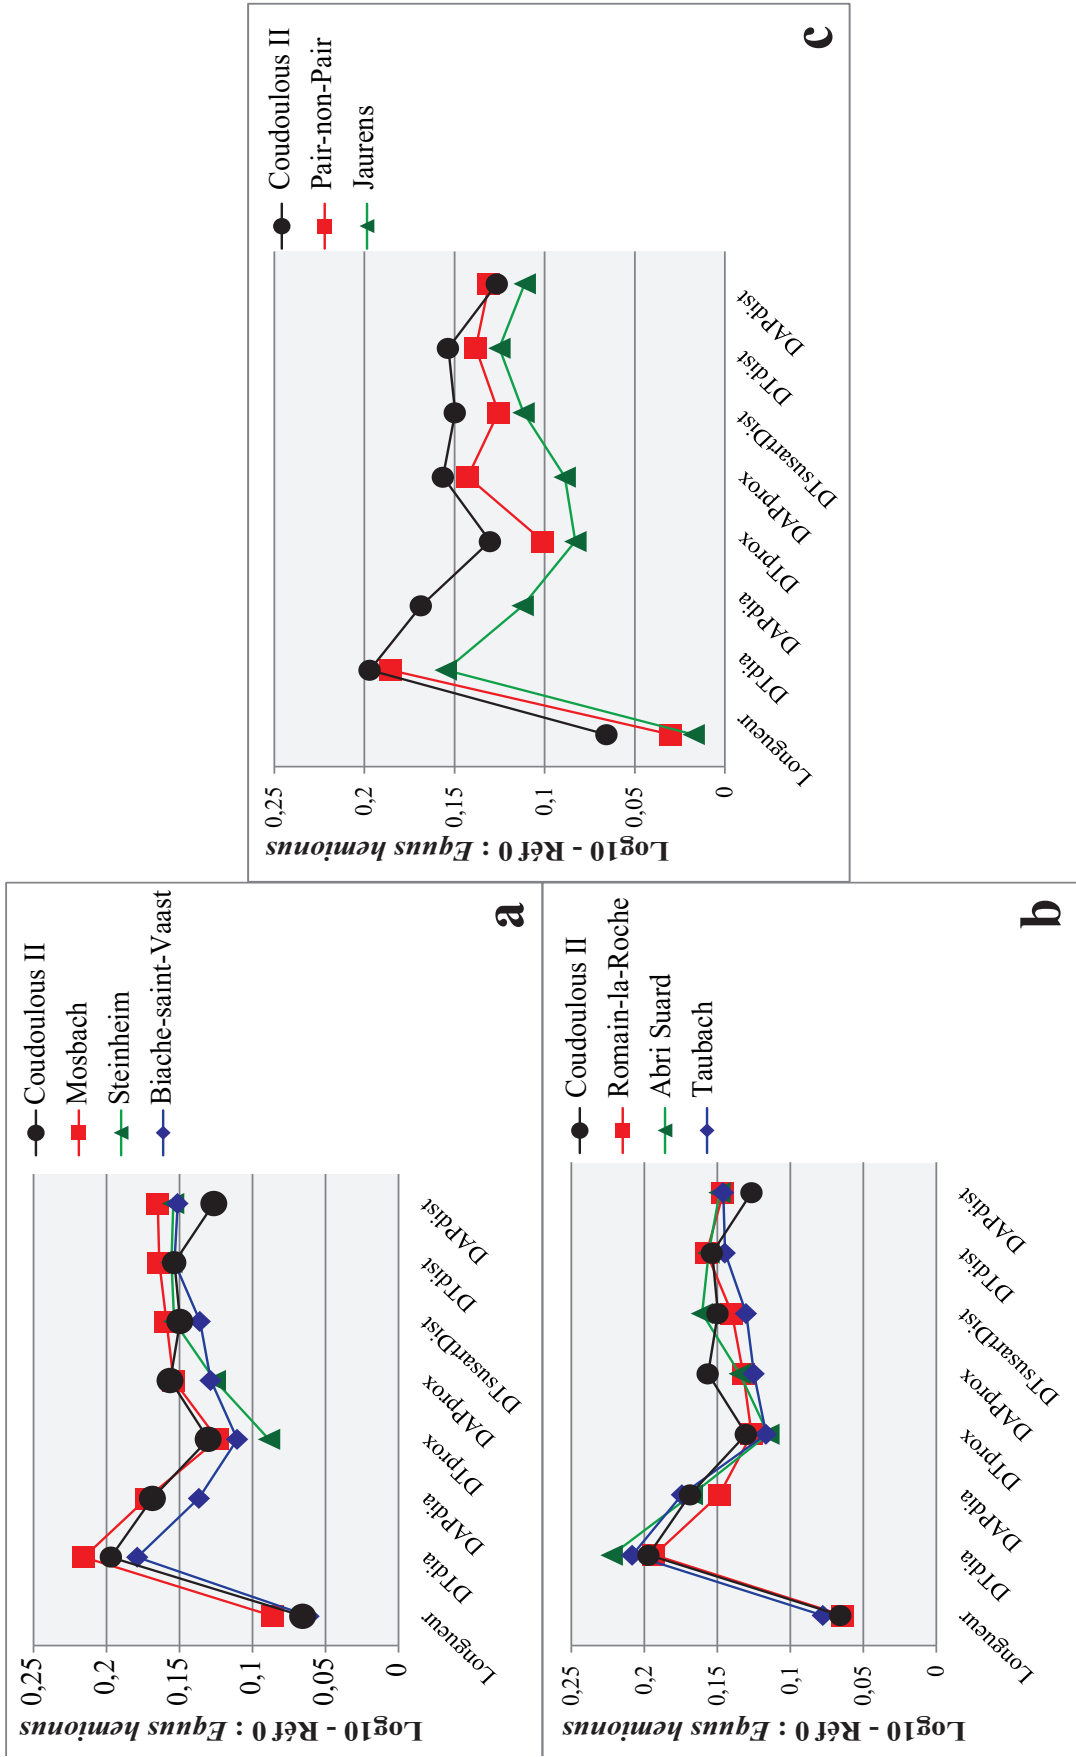 0,25
0,2
0,15
0,1
0,05
0
Log10 - Réf 0 : Equus hemionus
Longueur
DTdia
DAPdia
DTprox
DAPprox
DTsusartDist
DTdist
DAPdist
Coudoulous II
Mosbach
Steinheim
Biache-saint-Vaast
a
0,25
0,2
0,15
0,1
0,05
0
Log10 - Réf 0 : Equus hemionus
Longueur
DTdia
DAPdia
DTprox
DAPprox
DTsusartDist
DTdist
DAPdist
Coudoulous II
Romain-la-Roche
Abri Suard
Taubach
b
0,25
0,2
0,15
0,1
0,05
0
Log10 - Réf 0 : Equus hemionus
Longueur
DTdia
DAPdia
DTprox
DAPprox
DTsusartDist
DTdist
DAPdist
Coudoulous II
Pair-non-Pair
Jaurens
c